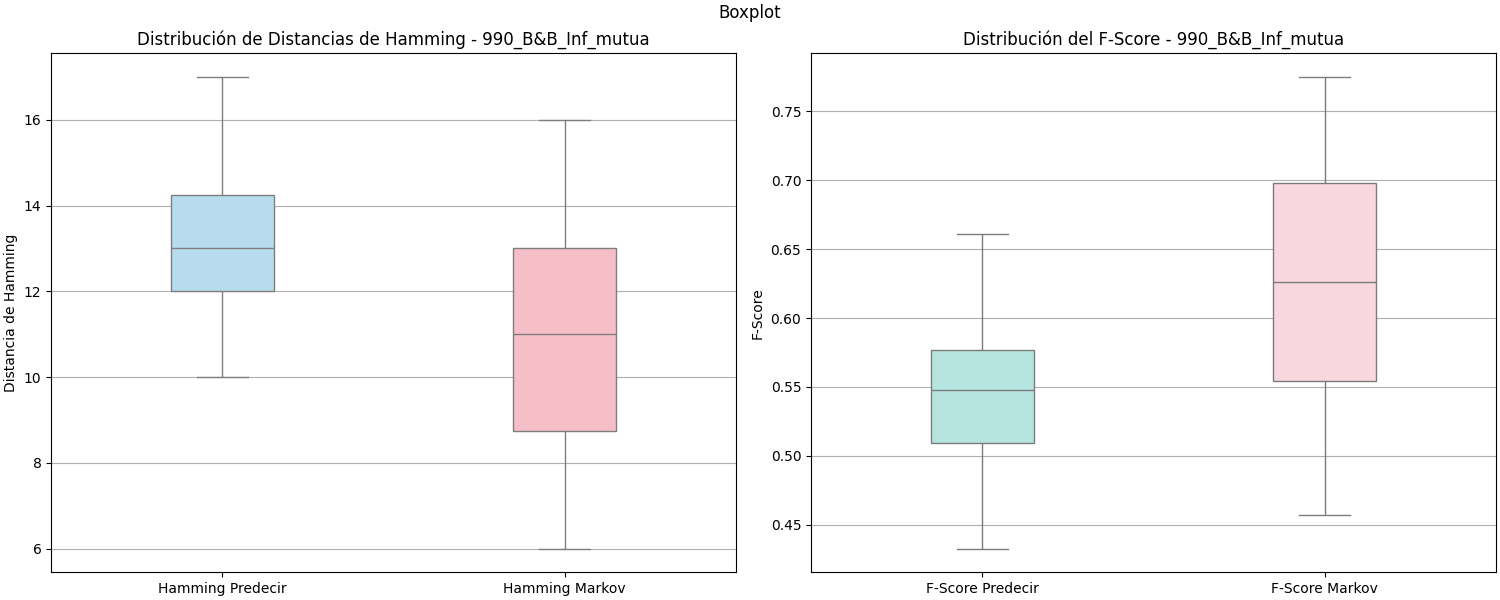 Boxplot
Distribución de Distancias de Hamming - 990_B&B_Inf_mutua
Distancia de Hamming
16
14
12
10
8
6
Hamming Predecir
Hamming Markov
Distribución del F-Score - 990_B&B_Inf_mutua
F-Score
0.75
0.70
0.65
0.60
0.55
0.50
0.45
F-Score Predecir
F-Score Markov